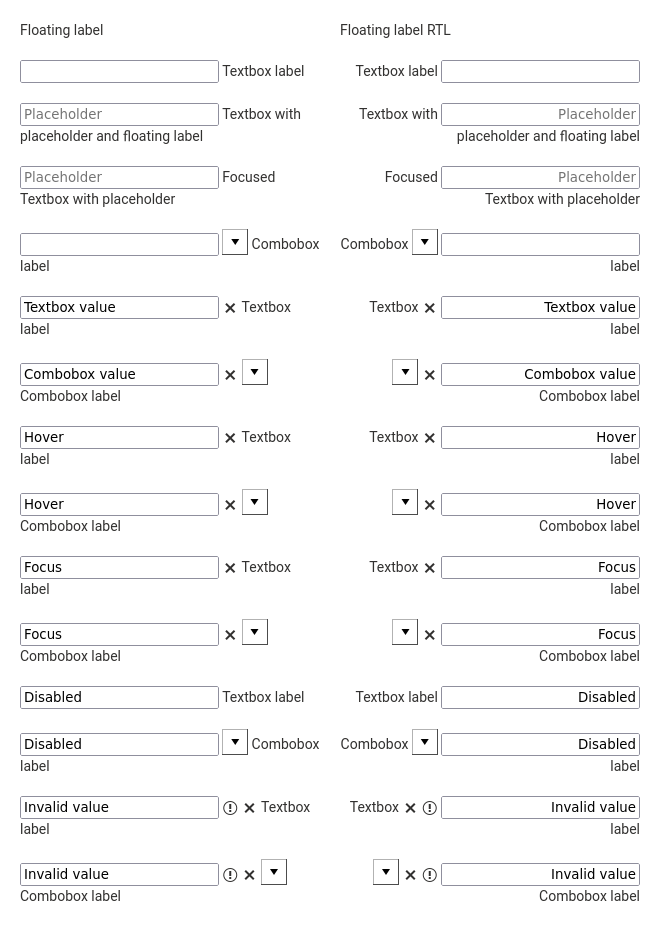 Floating label
Textbox label
Placeholder Textbox with
placeholder and floating label
Placeholder Focused
Textbox with placeholder
Combobox
label
Textbox value Textbox
label
Combobox value
Combobox label
Hover Textbox
label
Hover
Combobox label
Focus Textbox
label
Focus
Combobox label
Disabled Textbox label
Disabled Combobox
label
Invalid value Textbox
label
Invalid value
Combobox label
Floating label RTL
Textbox label
Textbox with Placeholder
placeholder and floating label
Focused Placeholder
Textbox with placeholder
Combobox
label
Textbox Textbox value
label
Combobox value
Combobox label
Textbox Hover
label
Hover
Combobox label
Textbox Focus
label
Focus
Combobox label
Textbox label Disabled
Combobox Disabled
label
Textbox Invalid value
label
Invalid value
Combobox label